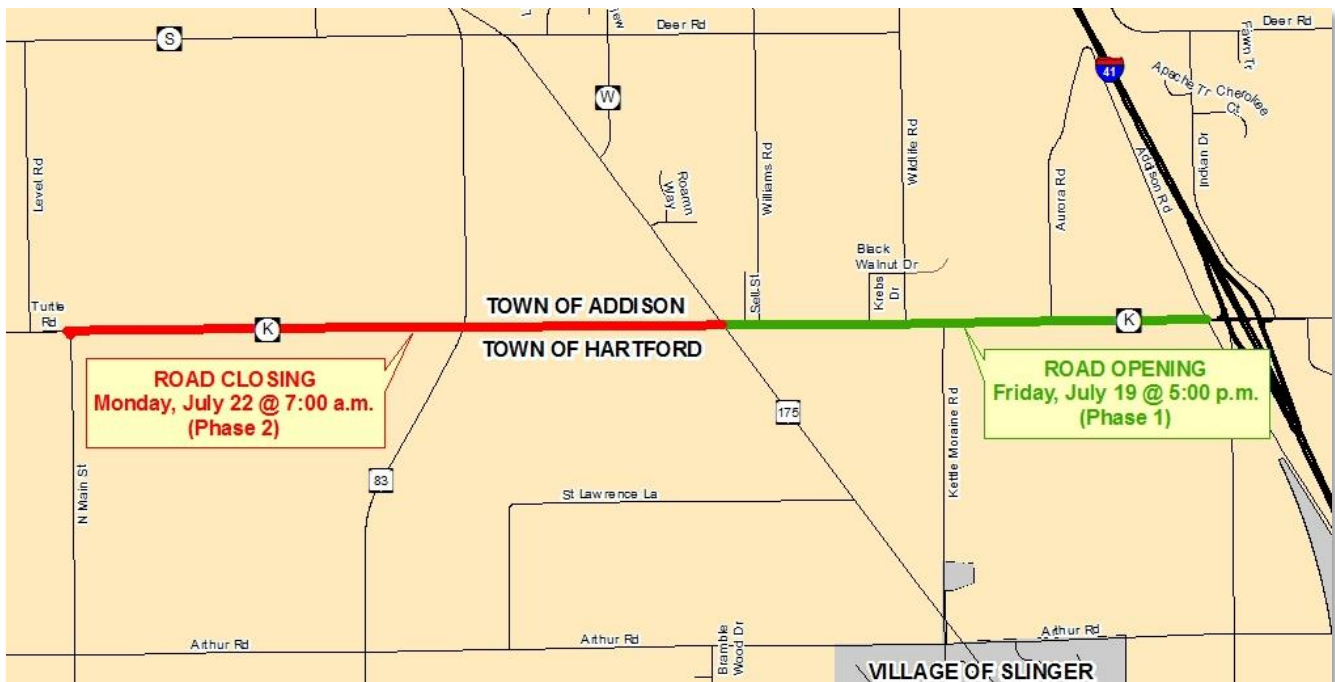 S
Deer Rd
Deer Rd
Fawn Tr
41
Apache Tr
Cherokee
Ct
W
Level Rd
Roamn
Way
Williams Rd
Wildlife Rd
Aurora Rd
Addison Rd
Indian Dr
Black
Walnut Dr
Sell St
Krebs
Dr
Turtle
Rd
TOWN OF ADDISON
K
K
TOWN OF HARTFORD
ROAD CLOSING
Monday, July 22 @ 7:00 a.m.
(Phase 2)
ROAD OPENING
Friday, July 19 @ 5:00 p.m.
(Phase 1)
175
Kettle Moraine Rd
N Main St
83
St Lawrence La
Arthur Rd
Arthur Rd
Bramble
Wood Dr
Arthur Rd
VILLAGE OF SLINGER